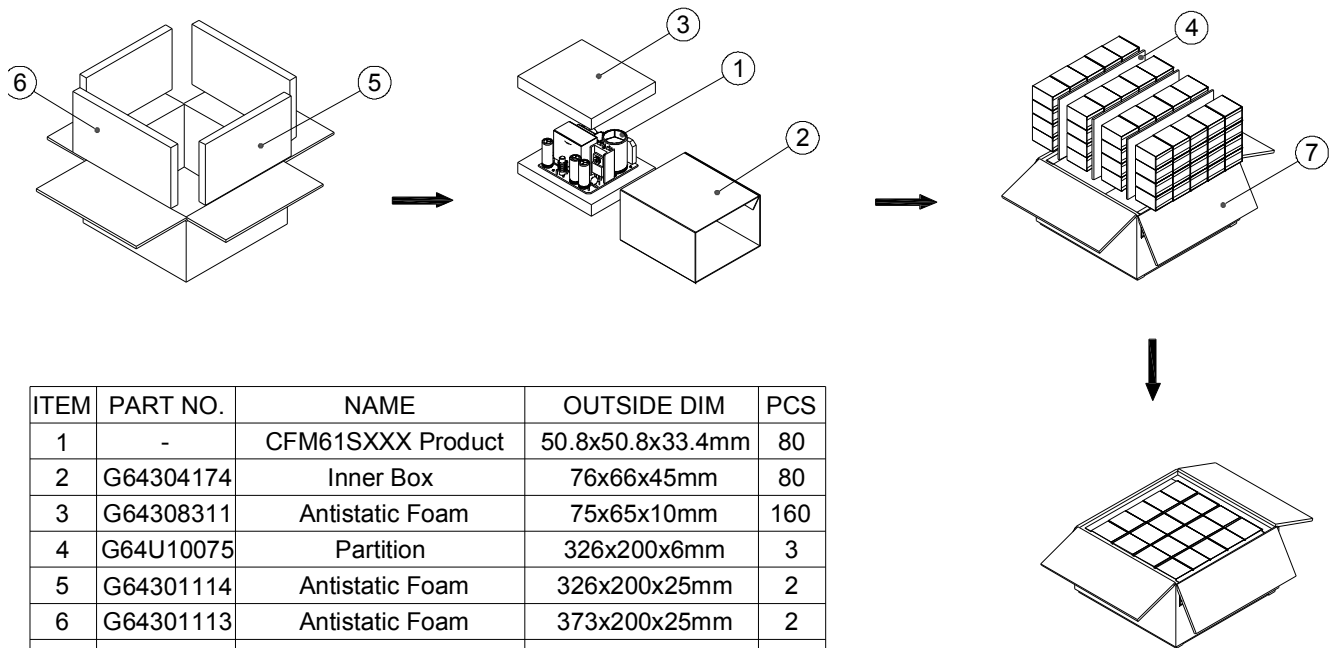 6
5
3
1
2
4
7
ITEM PART NO. NAME OUTSIDE DIM PCS
1 - CFM61SXXX Product 50.8x50.8x33.4mm 80
2 G64304174 Inner Box 76x66x45mm 80
3 G64308311 Antistatic Foam 75x65x10mm 160
4 G64U10075 Partition 326x200x6mm 3
5 G64301114 Antistatic Foam 326x200x25mm 2
6 G64301113 Antistatic Foam 373x200x25mm 2